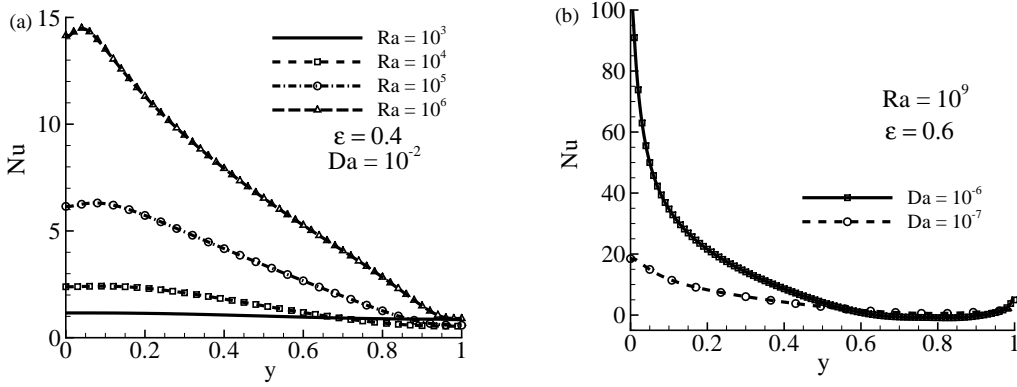 (a)
15
10
5
0
Nu
0 0.2 0.4 0.6 0.8 1
y
Ra = 10³
Ra = 10⁴
Ra = 10⁵
Ra = 10⁶
ε = 0.4
Da = 10⁻²
(b)
100
80
60
40
20
0
Nu
0 0.2 0.4 0.6 0.8 1
y
Ra = 10⁹
ε = 0.6
Da = 10⁻⁶
Da = 10⁻⁷